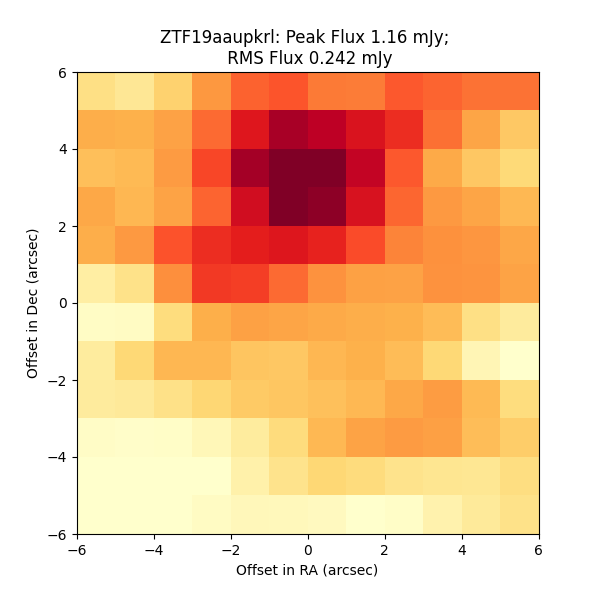 ZTF19aaupkrl: Peak Flux 1.16 mJy;
RMS Flux 0.242 mJy
6
4
2
0
−2
−4
−6
Offset in Dec (arcsec)
−6 −4 −2 0 2 4 6
Offset in RA (arcsec)